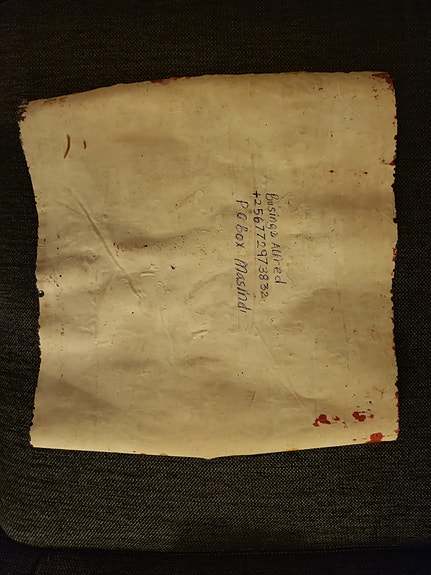 Businge Alfred
+256772973832
P O Box Masindi